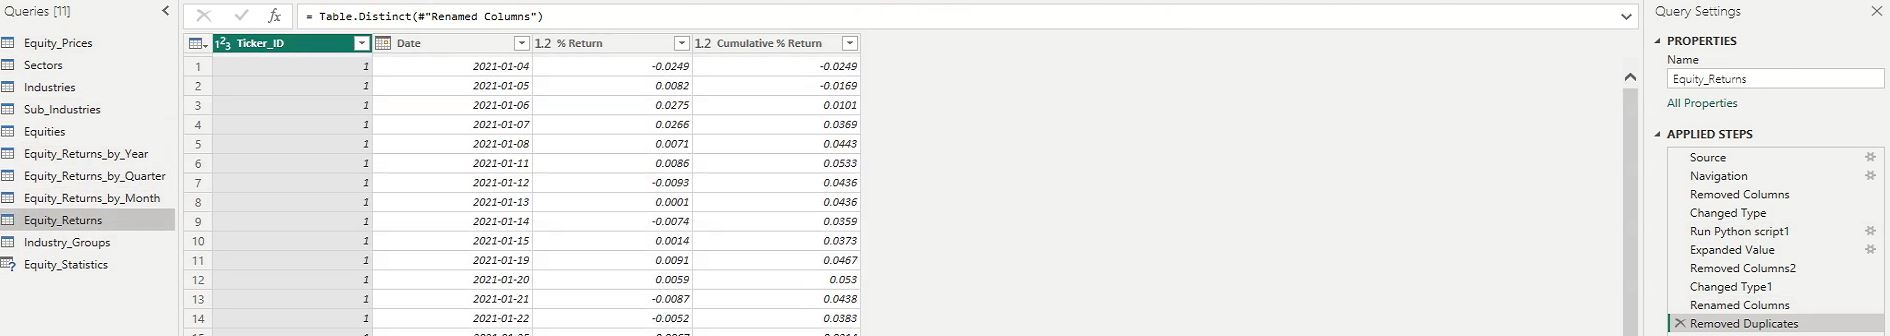 Queries [11]
Equity_Prices
Sectors
Industries
Sub_Industries
Equities
Equity_Returns_by_Year
Equity_Returns_by_Quarter
Equity_Returns_by_Month
Equity_Returns
Industry_Groups
Equity_Statistics
fx = Table.Distinct(#"Renamed Columns")
1²3 Ticker_ID Date 1.2 % Return 1.2 Cumulative % Return
1 1 2021-01-04 -0.0249 -0.0249
2 1 2021-01-05 0.0082 -0.0169
3 1 2021-01-06 0.0275 0.0101
4 1 2021-01-07 0.0266 0.0369
5 1 2021-01-08 0.0071 0.0443
6 1 2021-01-11 0.0086 0.0533
7 1 2021-01-12 -0.0093 0.0436
8 1 2021-01-13 0.0001 0.0436
9 1 2021-01-14 -0.0074 0.0359
10 1 2021-01-15 0.0014 0.0373
11 1 2021-01-19 0.0091 0.0467
12 1 2021-01-20 0.0059 0.053
13 1 2021-01-21 -0.0087 0.0438
14 1 2021-01-22 -0.0052 0.0383
Query Settings
PROPERTIES
Name
Equity_Returns
All Properties
APPLIED STEPS
Source
Navigation
Removed Columns
Changed Type
Run Python script1
Expanded Value
Removed Columns2
Changed Type1
Renamed Columns
Removed Duplicates